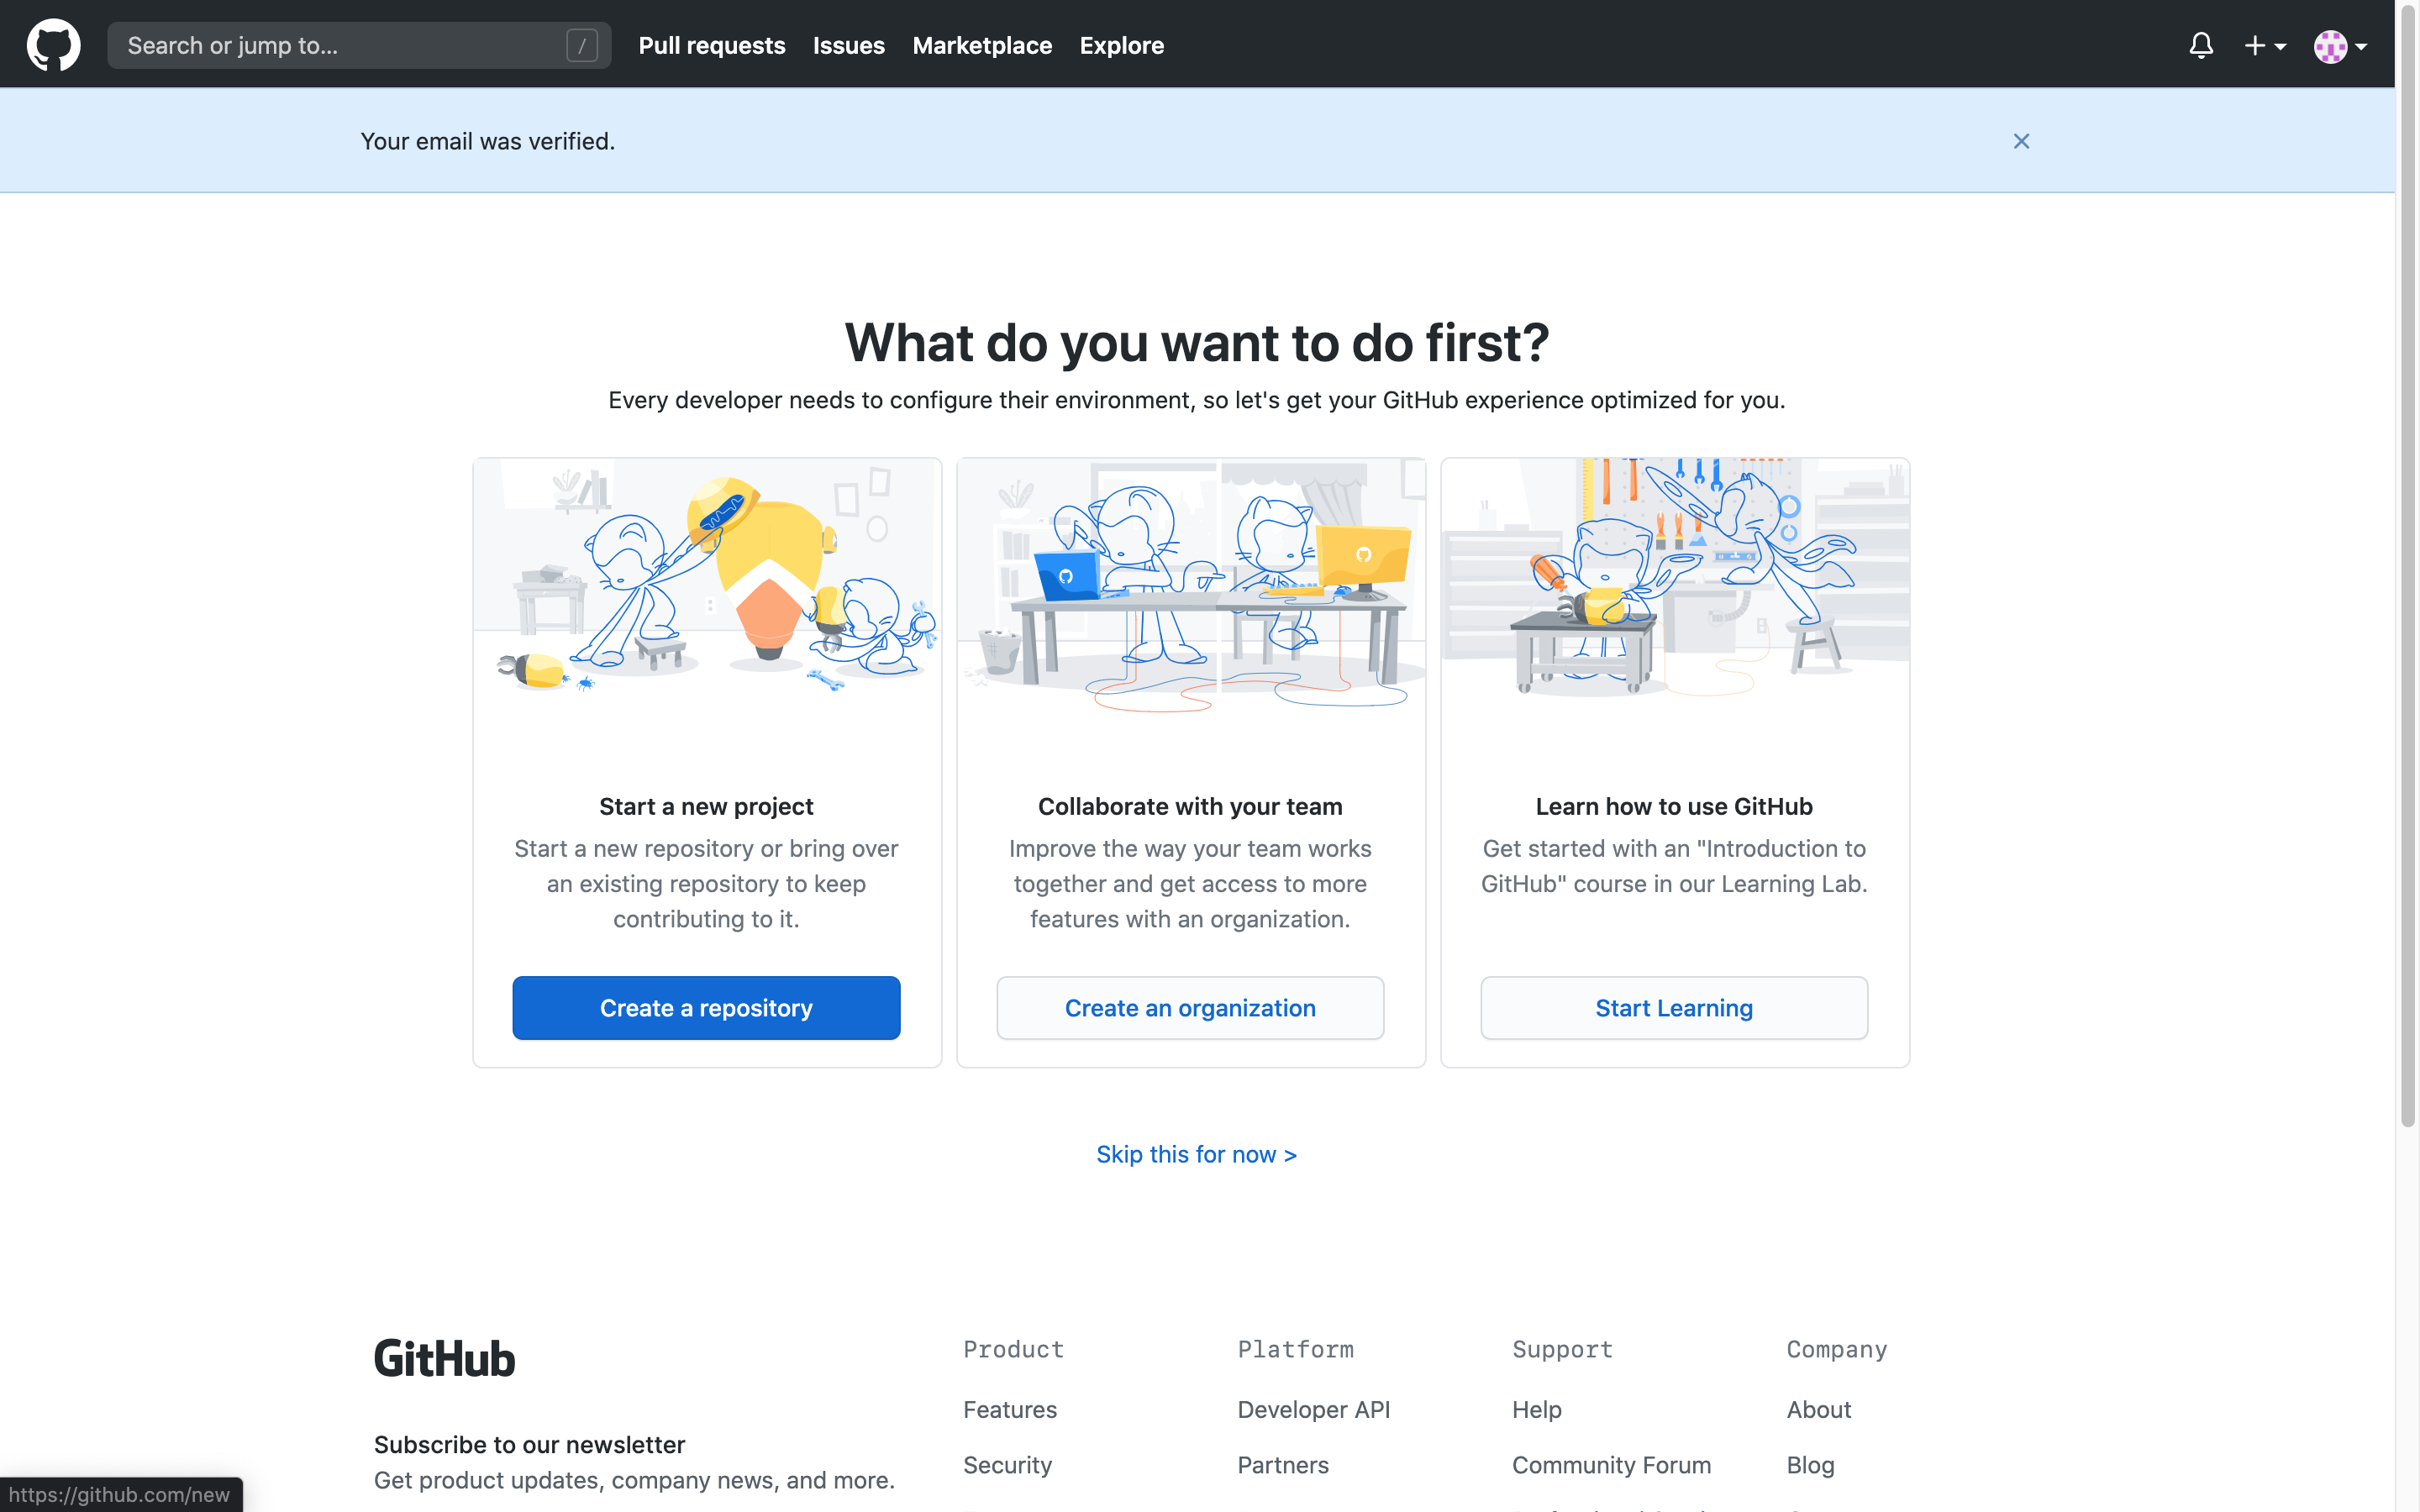 Search or jump to... /
Pull requests Issues Marketplace Explore
Your email was verified.
What do you want to do first?
Every developer needs to configure their environment, so let's get your GitHub experience optimized for you.
Start a new project
Start a new repository or bring over
an existing repository to keep
contributing to it.
Create a repository
Collaborate with your team
Improve the way your team works
together and get access to more
features with an organization.
Create an organization
Learn how to use GitHub
Get started with an "Introduction to
GitHub" course in our Learning Lab.
Start Learning
Skip this for now >
GitHub
Subscribe to our newsletter
Get product updates, company news, and more.
Product
Features
Security
Platform
Developer API
Partners
Support
Help
Community Forum
Company
About
Blog
https://github.com/new